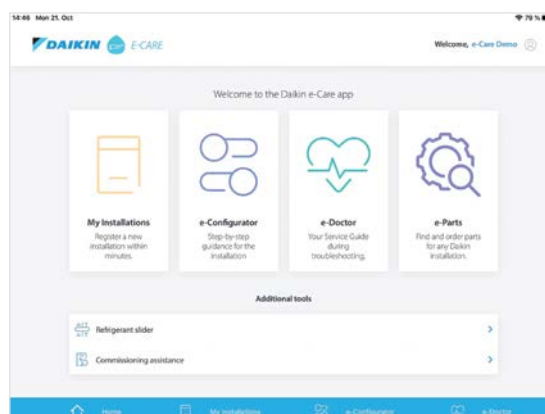 14:46 Mon 21. Oct
78 %
DAIKIN
E-CARE
Welcome, e-Care Demo
Welcome to the Daikin e-Care app
My Installations
Register a new
installation within
minutes.
e-Configurator
Step-by-step
guidance for the
installation
e-Doctor
Your Service Guide
during
troubleshooting.
e-Parts
Find and order parts
for any Daikin
installation.
Additional tools
Refrigerant slider
Commissioning assistance
Home
My Installations
e-Configurator
e-Doctor